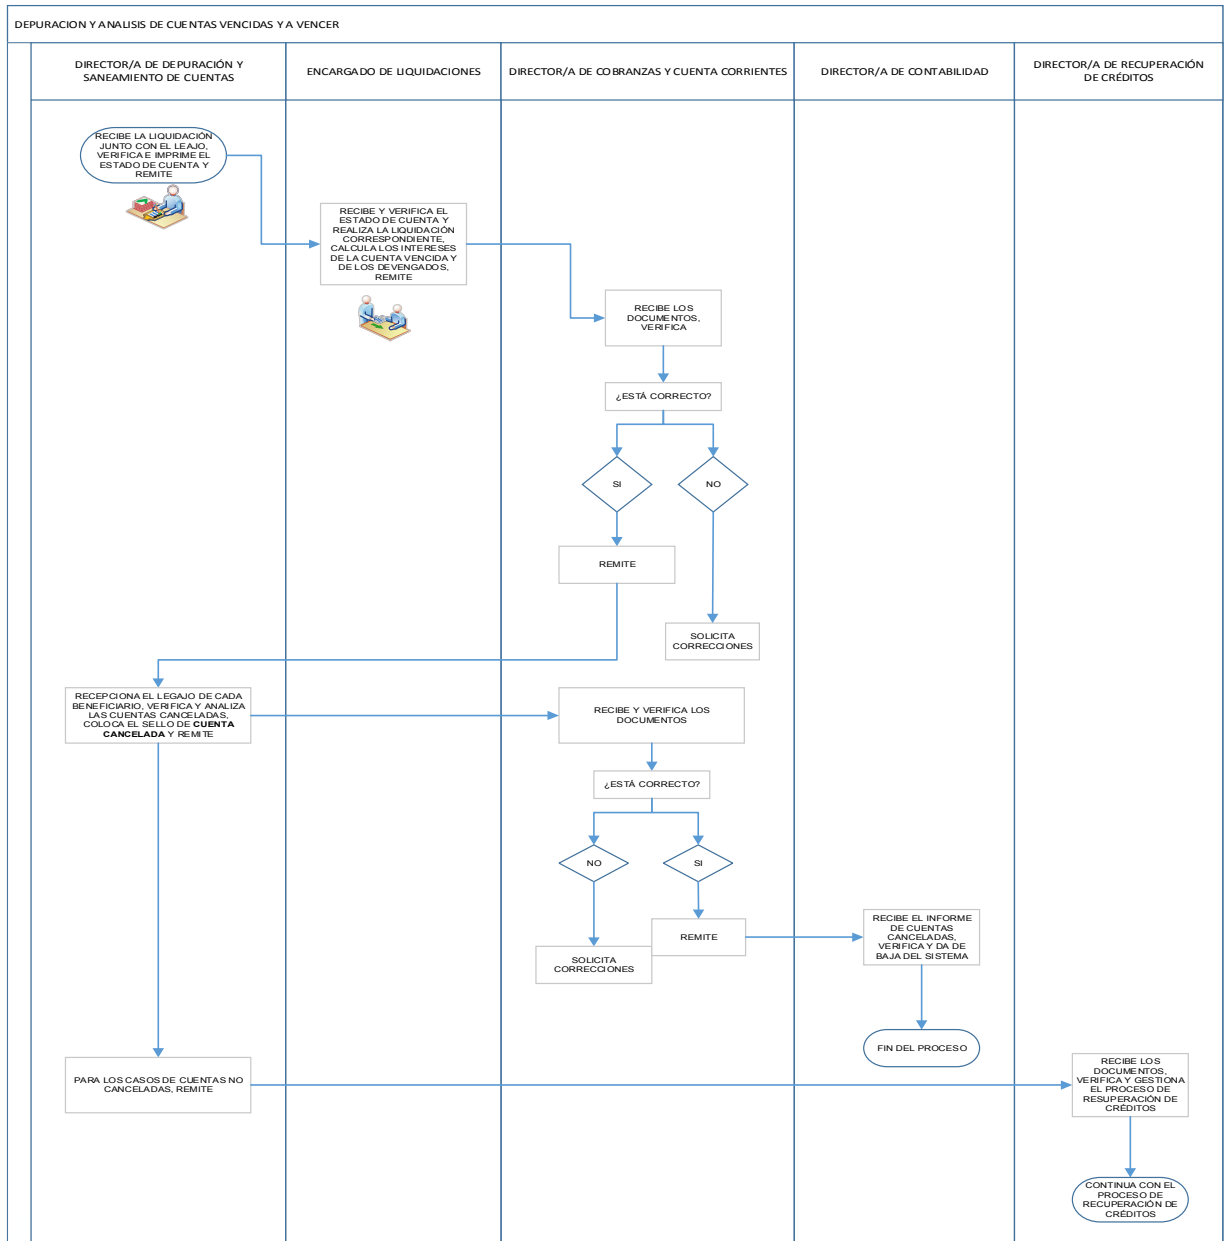 DEPURACION Y ANALISIS DE CUENTAS VENCIDAS Y A VENCER
DIRECTOR/A DE DEPURACIÓN Y
SANEAMIENTO DE CUENTAS
ENCARGADO DE LIQUIDACIONES
DIRECTOR/A DE COBRANZAS Y CUENTA CORRIENTES
DIRECTOR/A DE CONTABILIDAD
DIRECTOR/A DE RECUPERACIÓN
DE CRÉDITOS
RECIBE LA LIQUIDACIÓN
JUNTO CON EL LEAJO,
VERIFICA E IMPRIME EL
ESTADO DE CUENTA Y
REMITE
RECIBE Y VERIFICA EL
ESTADO DE CUENTA Y
REALIZA LA LIQUIDACIÓN
CORRESPONDIENTE,
CALCULA LOS INTERESES
DE LA CUENTA VENCIDA Y
DE LOS DEVENGADOS,
REMITE
RECIBE LOS
DOCUMENTOS,
VERIFICA
¿ESTÁ CORRECTO?
SI
NO
REMITE
SOLICITA
CORRECCIONES
RECEPCIONA EL LEGAJO DE CADA
BENEFICIARIO, VERIFICA Y ANALIZA
LAS CUENTAS CANCELADAS,
COLOCA EL SELLO DE CUENTA
CANCELADA Y REMITE
RECIBE Y VERIFICA LOS
DOCUMENTOS
¿ESTÁ CORRECTO?
NO
SI
REMITE
SOLICITA
CORRECCIONES
RECIBE EL INFORME
DE CUENTAS
CANCELADAS,
VERIFICA Y DA DE
BAJA DEL SISTEMA
FIN DEL PROCESO
PARA LOS CASOS DE CUENTAS NO
CANCELADAS, REMITE
RECIBE LOS
DOCUMENTOS,
VERIFICA Y GESTIONA
EL PROCESO DE
RESUPERACIÓN DE
CRÉDITOS
CONTINUA CON EL
PROCESO DE
RECUPERACIÓN DE
CRÉDITOS